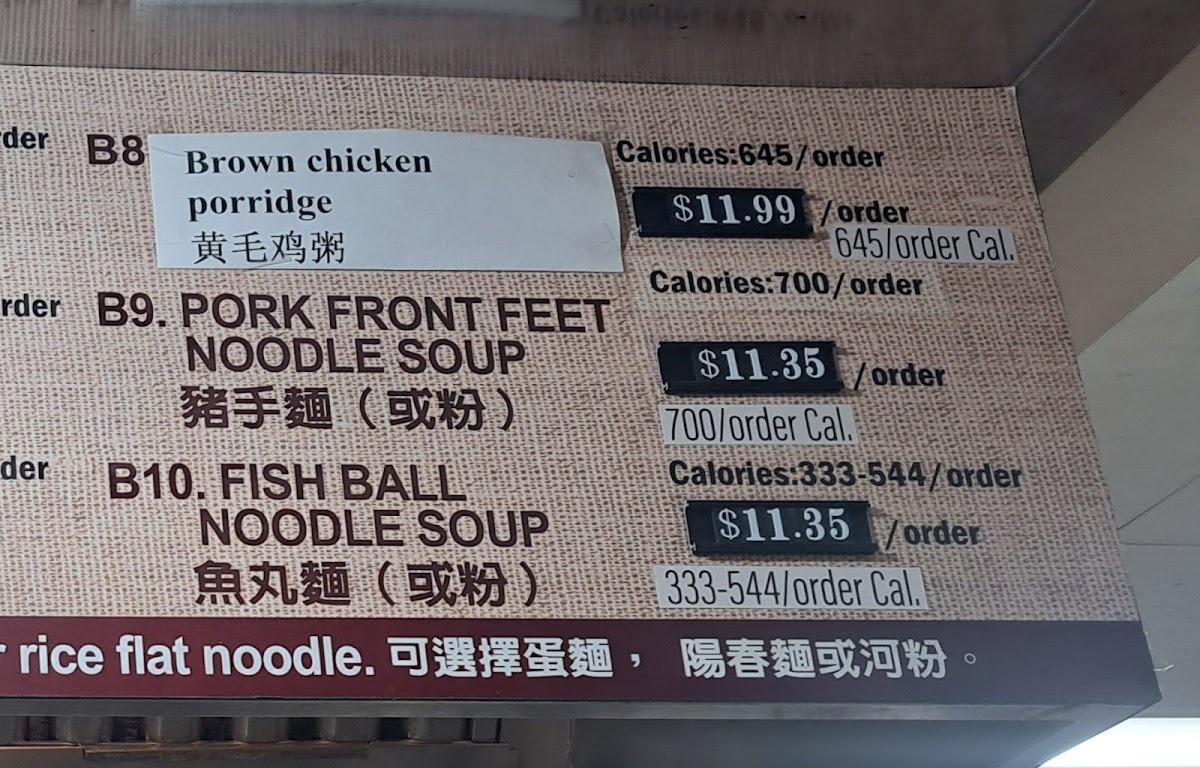 der
B8
Brown chicken
porridge
黄毛鸡粥
Calories:645/order
$11.99 /order
645/order Cal.
rder
B9. PORK FRONT FEET
NOODLE SOUP
豬手麵（或粉）
Calories:700/order
$11.35 /order
700/order Cal.
der
B10. FISH BALL
NOODLE SOUP
魚丸麵（或粉）
Calories:333-544/order
$11.35 /order
333-544/order Cal.
r rice flat noodle. 可選擇蛋麵， 陽春麵或河粉。